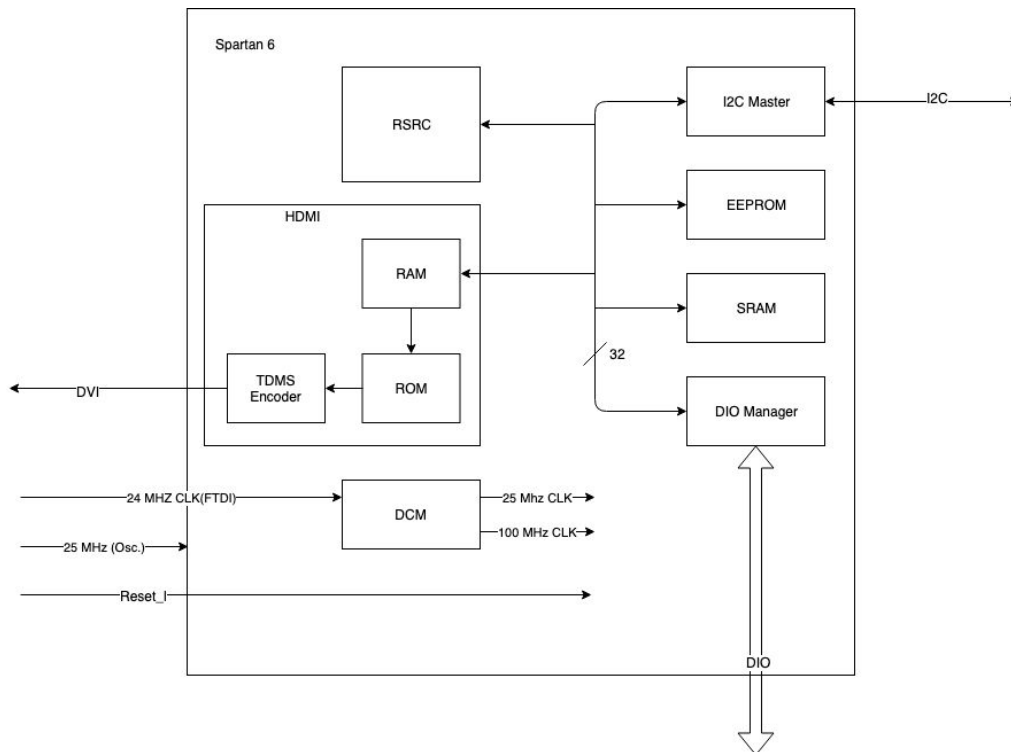 Spartan 6
RSRC
I2C Master
I2C
EEPROM
HDMI
RAM
SRAM
32
TDMS
Encoder
ROM
DVI
DIO Manager
24 MHZ CLK(FTDI)
DCM
25 Mhz CLK
100 MHz CLK
25 MHz (Osc.)
Reset_l
DIO